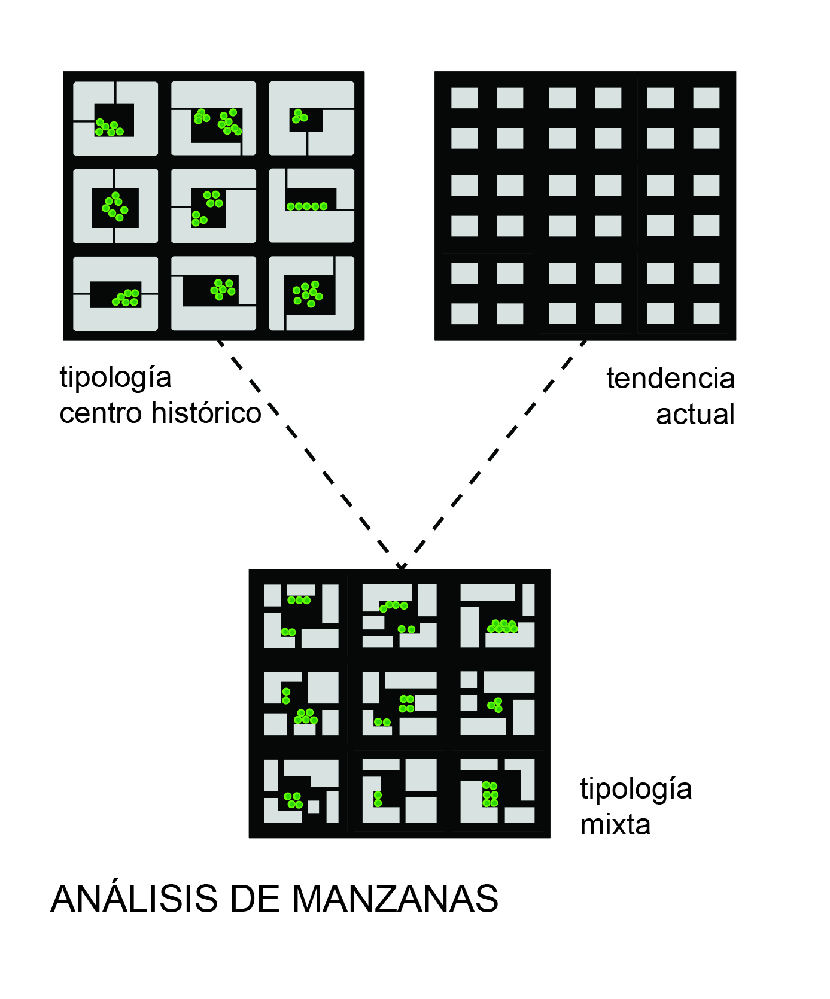 tipología
centro histórico
tendencia
actual
tipología
mixta
ANÁLISIS DE MANZANAS